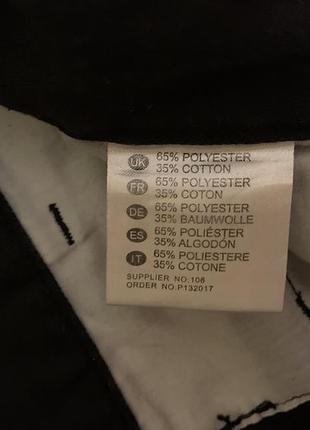 UK 65% POLYESTER
35% COTTON
FR 65% POLYESTER
35% COTON
DE 65% POLYESTER
35% BAUMWOLLE
ES 65% POLIÉSTER
35% ALGODÓN
IT 65% POLIESTERE
35% COTONE
SUPPLIER NO.106
ORDER NO.P132017